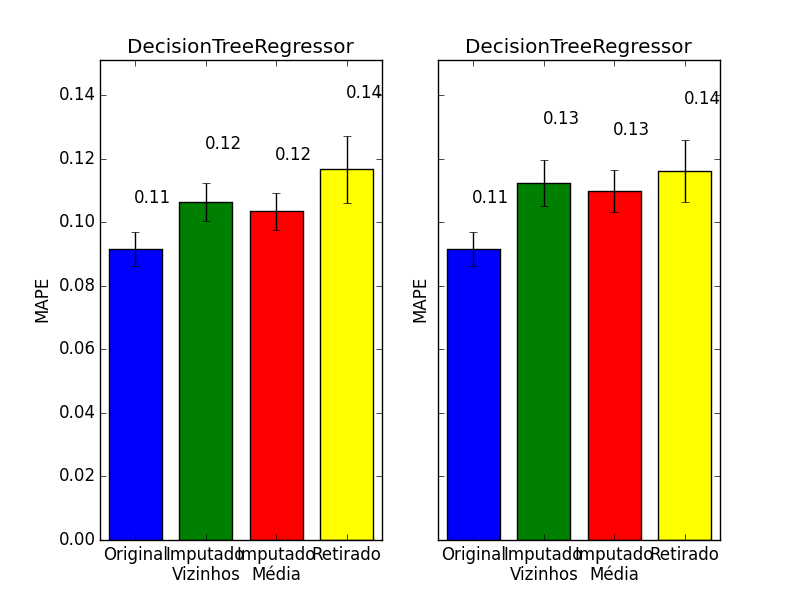 DecisionTreeRegressor
MAPE
0.14
0.12
0.10
0.08
0.06
0.04
0.02
0.00
0.11
0.12
0.12
0.14
Original
Imputado
Vizinhos
Imputado
Média
Retirado
DecisionTreeRegressor
MAPE
0.11
0.13
0.13
0.14
Original
Imputado
Vizinhos
Imputado
Média
Retirado